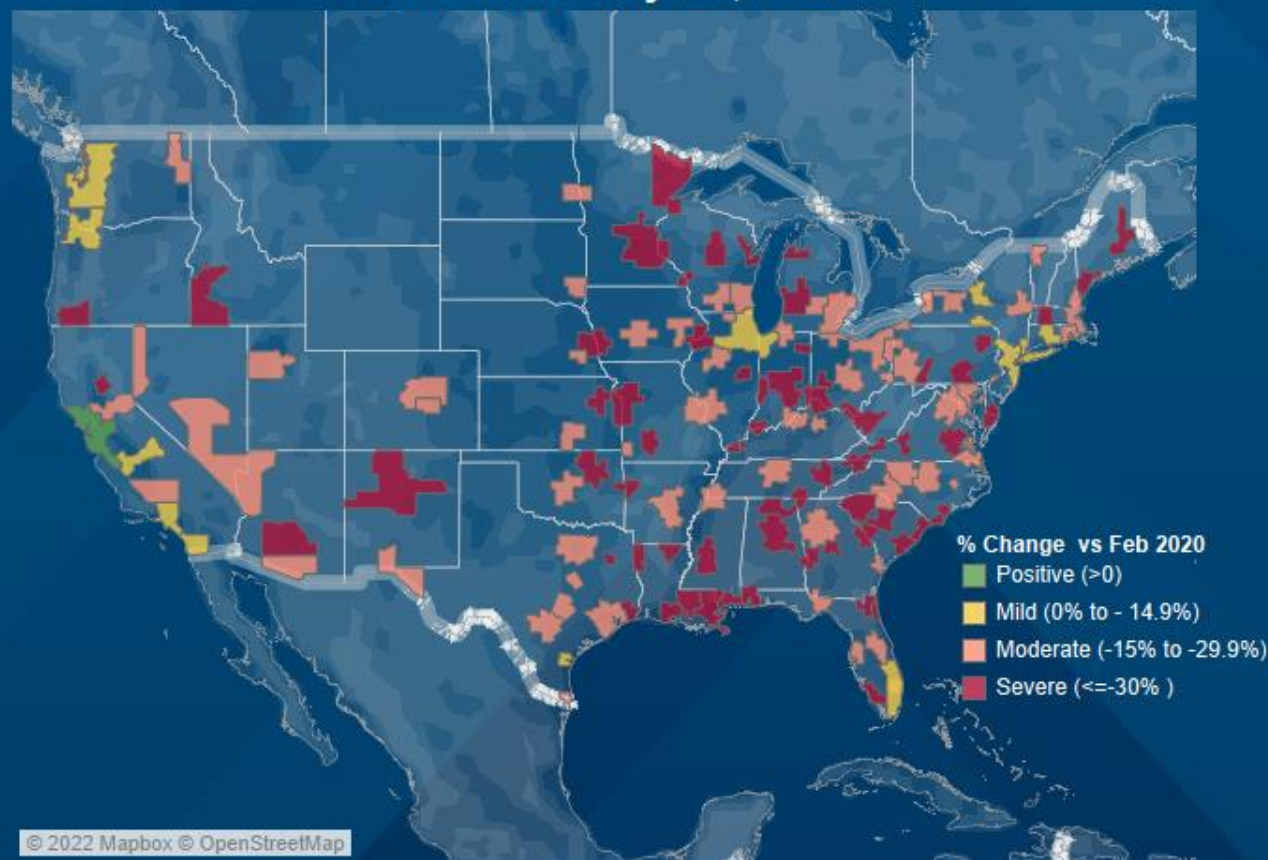 % Change vs Feb 2020
Positive (>0)
Mild (0% to - 14.9%)
Moderate (-15% to -29.9%)
Severe (<=-30% )
© 2022 Mapbox © OpenStreetMap